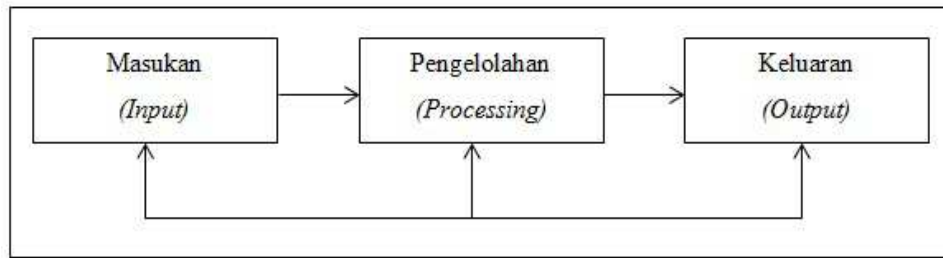 Masukan
(Input)
Pengelolahan
(Processing)
Keluaran
(Output)